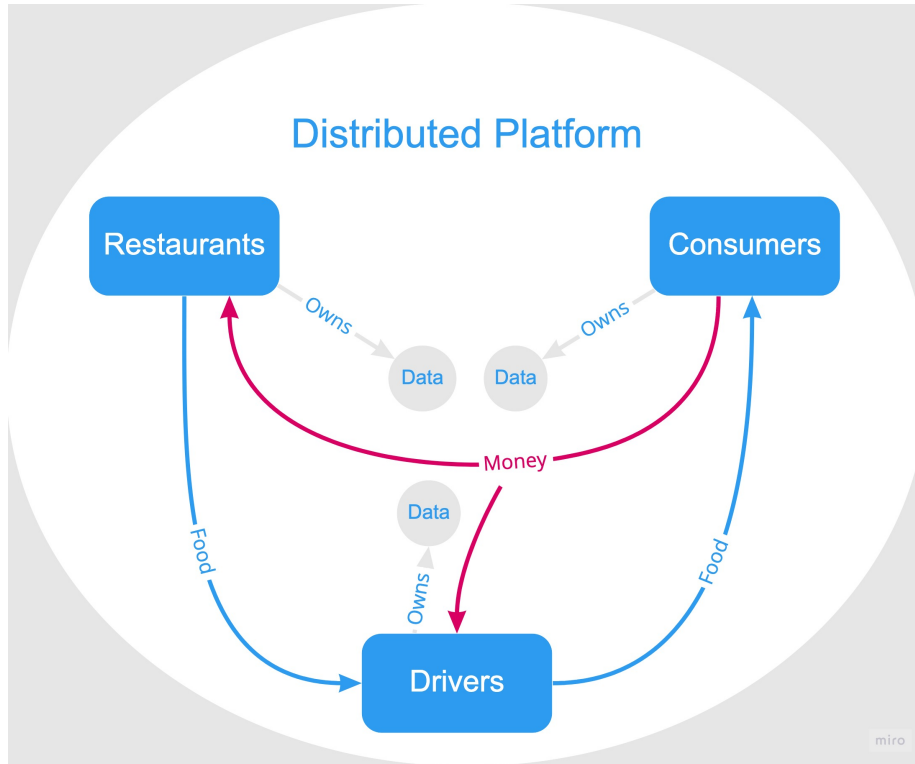 Distributed Platform
Restaurants
Consumers
Owns
Owns
Data
Data
Money
Data
Food
Food
Owns
Drivers
miro